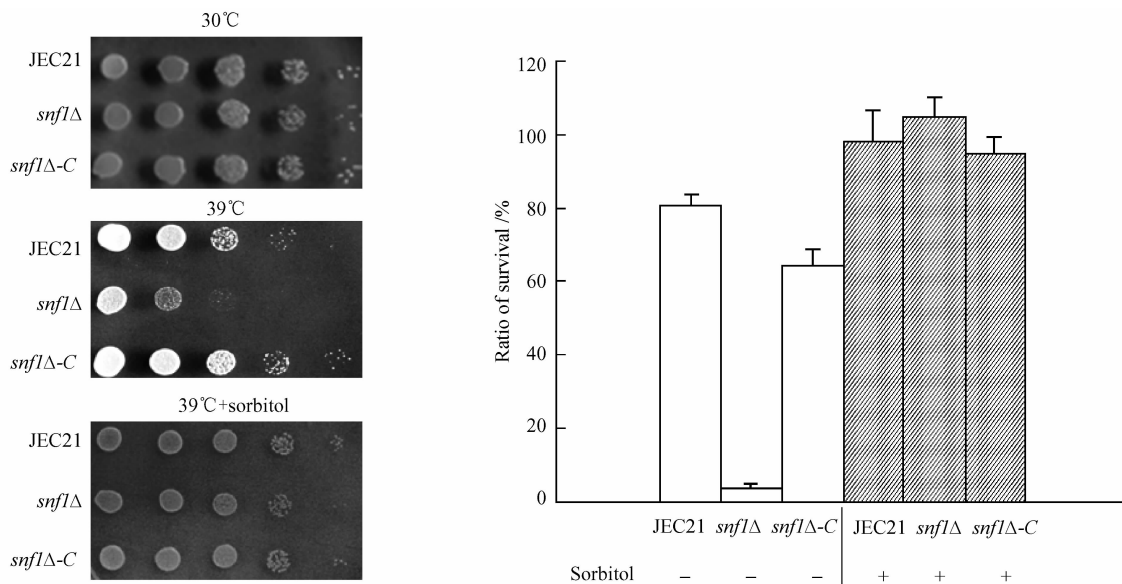 30℃
JEC21
snf1Δ
snf1Δ-C
39℃
JEC21
snf1Δ
snf1Δ-C
39℃+sorbitol
JEC21
snf1Δ
snf1Δ-C
Ratio of survival /%
120
100
80
60
40
20
0
JEC21 snf1Δ snf1Δ-C JEC21 snf1Δ snf1Δ-C
Sorbitol − − − + + +